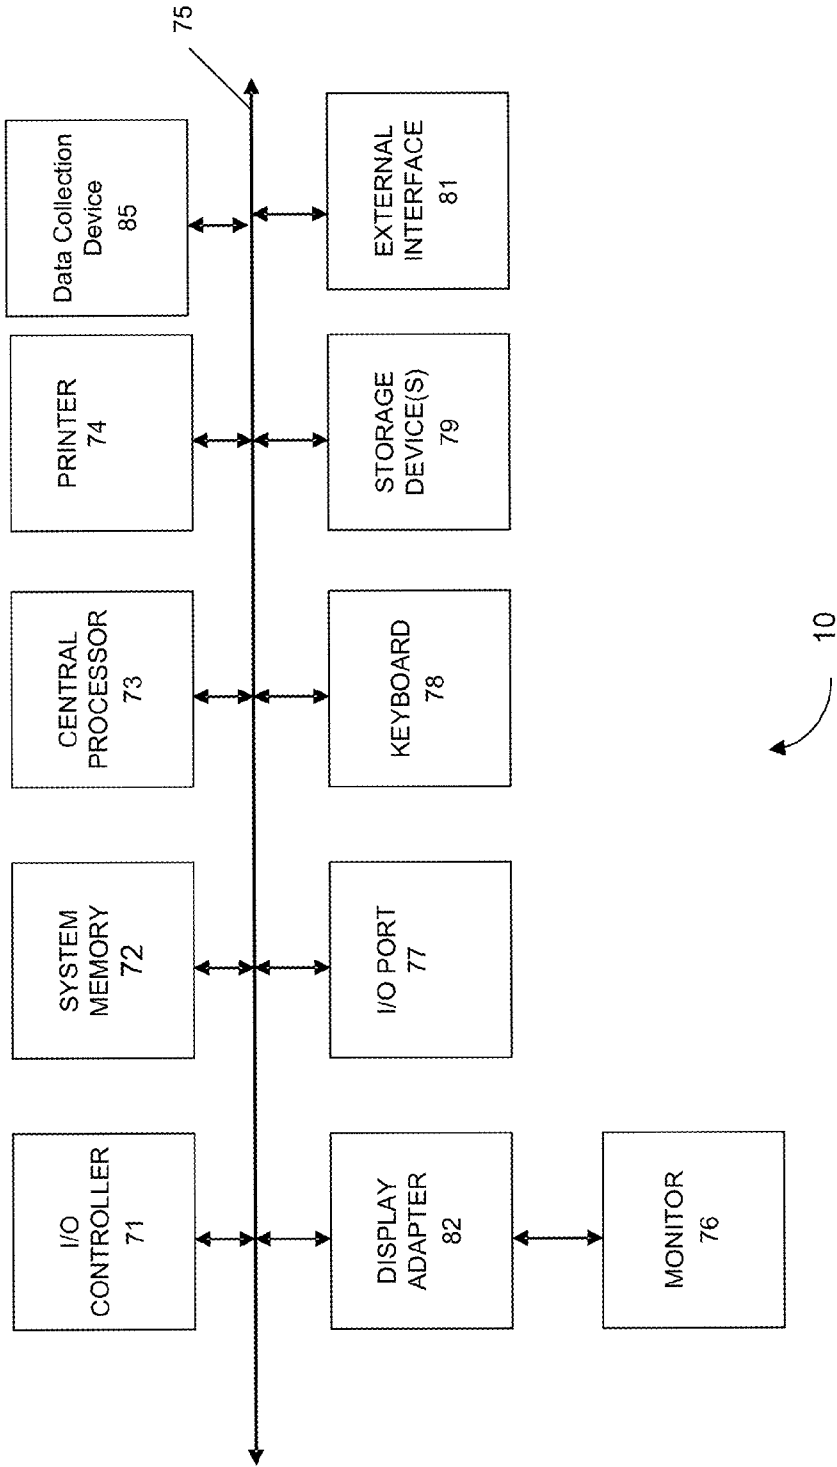 I/O
CONTROLLER
71
SYSTEM
MEMORY
72
CENTRAL
PROCESSOR
73
PRINTER
74
Data Collection
Device
85
75
DISPLAY
ADAPTER
82
I/O PORT
77
KEYBOARD
78
STORAGE
DEVICE(S)
79
EXTERNAL
INTERFACE
81
MONITOR
76
10